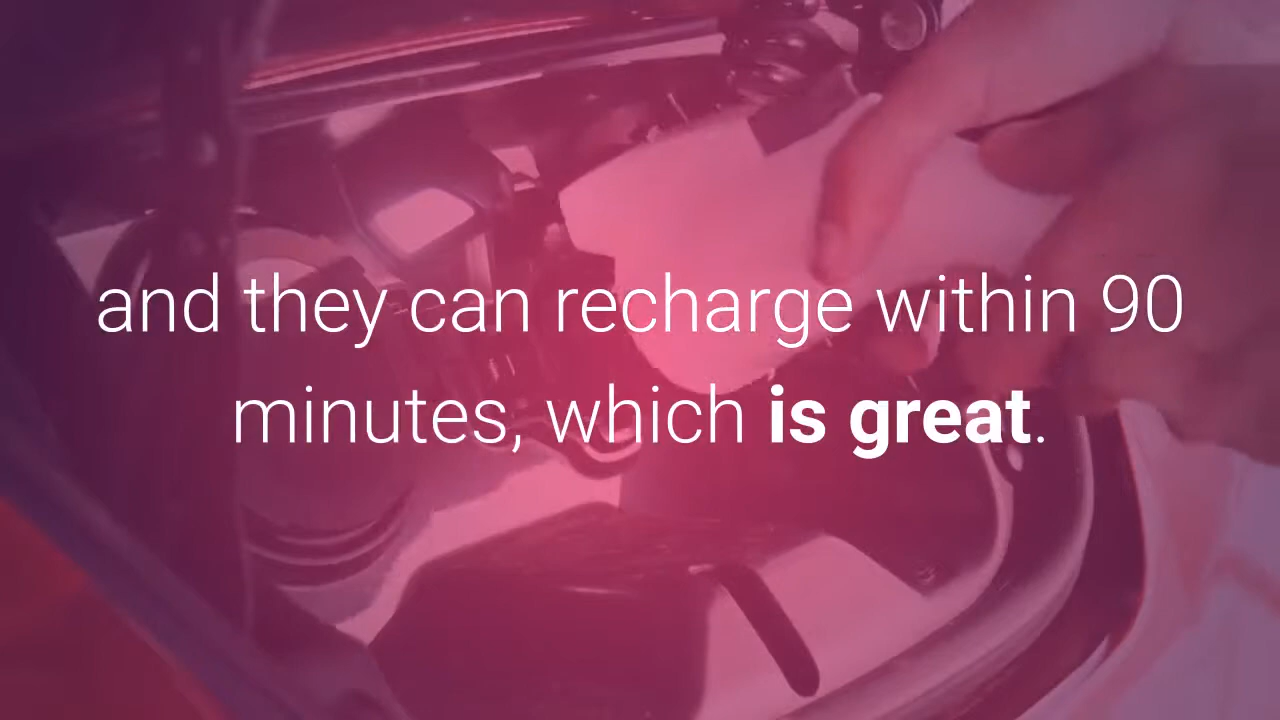 and they can recharge within 90
minutes, which is great.